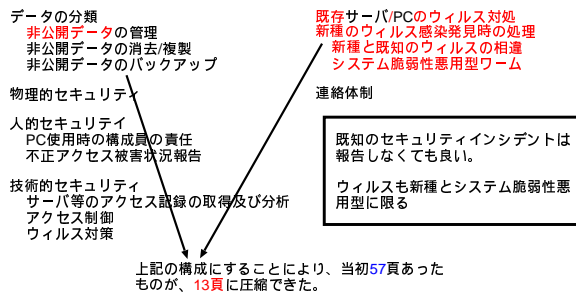 データの分類
非公開データの管理
非公開データの消去/複製
非公開データのバックアップ
物理的セキュリティ
人的セキュリテイ
PC使用時の構成員の責任
不正アクセス被害状況報告
技術的セキュリティ
サーバ等のアクセス記録の取得及び分析
アクセス制御
ウィルス対策
既存サーバ/PCのウィルス対処
新種のウィルス感染発見時の処理
新種と既知のウィルスの相違
システム脆弱性悪用型ワーム
連絡体制
既知のセキュリティインシデントは
報告しなくても良い。
ウィルスも新種とシステム脆弱性悪
用型に限る
上記の構成にすることにより、当初57頁あった
ものが、13頁に圧縮できた。